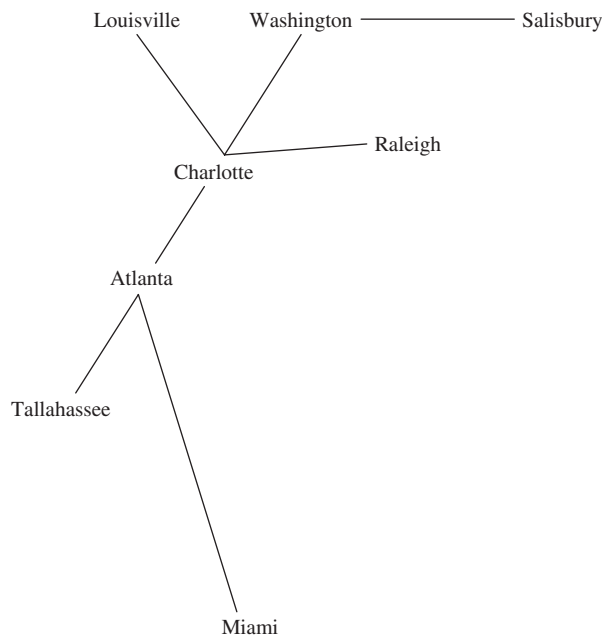 Louisville
Washington
Salisbury
Raleigh
Charlotte
Atlanta
Tallahassee
Miami